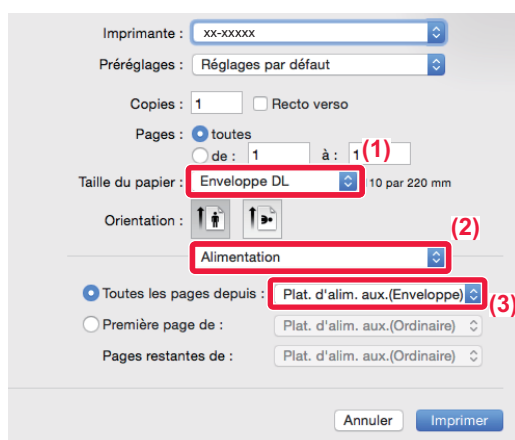 Imprimante : xx-xxxxx
Préréglages : Réglages par défaut
Copies : 1 Recto verso
Pages : toutes
de : 1 à : 1 (1)
Taille du papier : Enveloppe DL 10 par 220 mm
Orientation :
(2)
Alimentation
Toutes les pages depuis : Plat. d'alim. aux.(Enveloppe)
(3)
Première page de : Plat. d'alim. aux.(Ordinaire)
Pages restantes de : Plat. d'alim. aux.(Ordinaire)
Annuler Imprimer